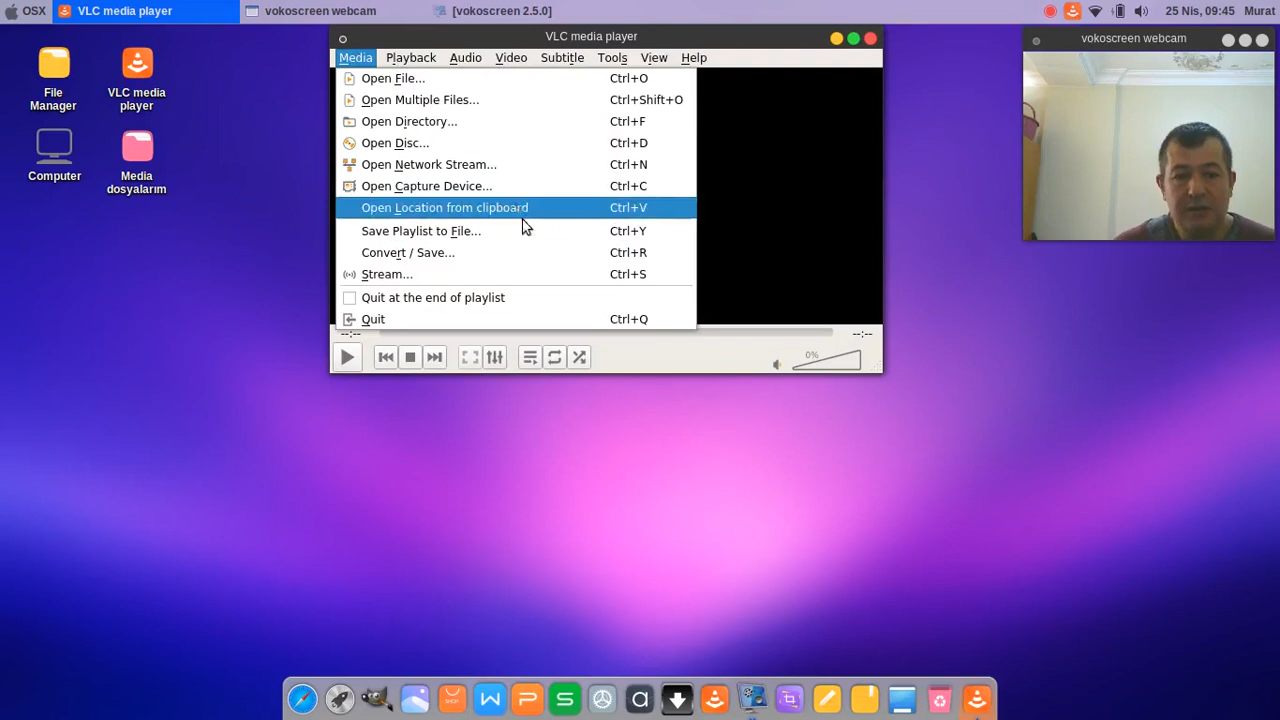 OSX
VLC media player
vokoscreen webcam
[vokoscreen 2.5.0]
25 Nis, 09:45
Murat
VLC media player
vokoscreen webcam
Media Playback Audio Video Subtitle Tools View Help
Open File... Ctrl+O
Open Multiple Files... Ctrl+Shift+O
Open Directory... Ctrl+F
Open Disc... Ctrl+D
Open Network Stream... Ctrl+N
Open Capture Device... Ctrl+C
Open Location from clipboard Ctrl+V
Save Playlist to File... Ctrl+Y
Convert / Save... Ctrl+R
Stream... Ctrl+S
Quit at the end of playlist
Quit Ctrl+Q
--:-- --:--
0%
File
Manager
VLC media
player
Computer
Media
dosyalarım
SHOP
W
P
S
a